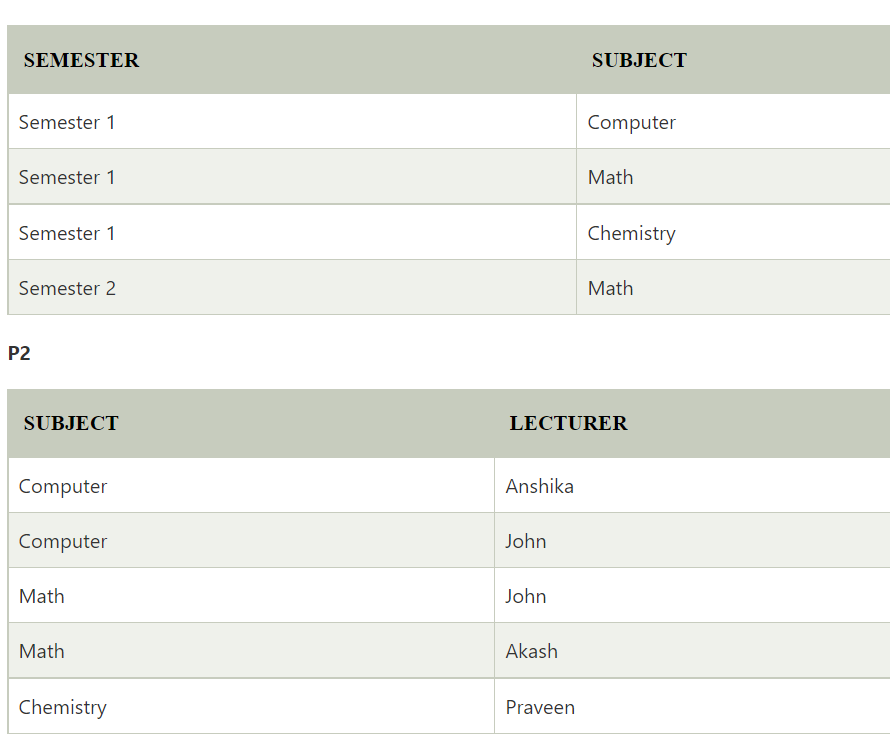 SEMESTER SUBJECT
Semester 1 Computer
Semester 1 Math
Semester 1 Chemistry
Semester 2 Math
P2
SUBJECT LECTURER
Computer Anshika
Computer John
Math John
Math Akash
Chemistry Praveen